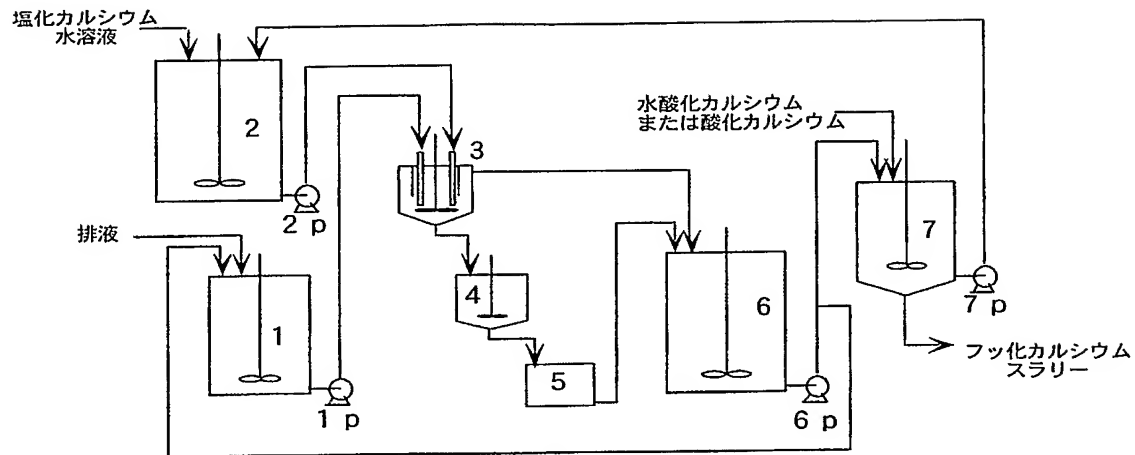 塩化カルシウム
水溶液
2
2 p
排液
1
1 p
3
4
5
水酸化カルシウム
または酸化カルシウム
6
6 p
7
7 p
フッ化カルシウム
スラリー